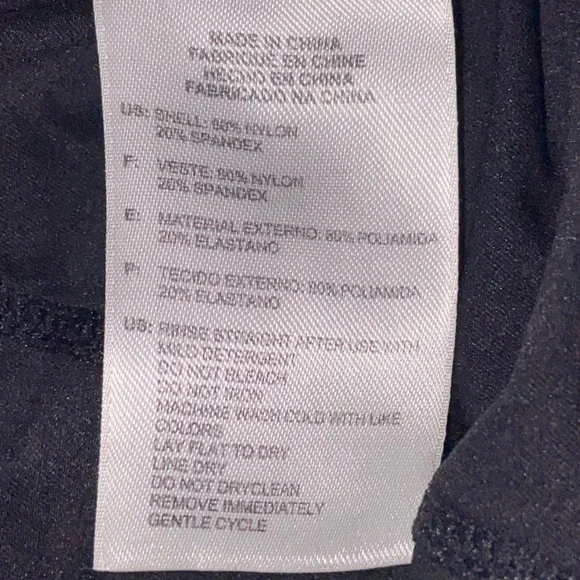 MADE IN CHINA
FABRIQUE EN CHINE
HECHO EN CHINA
FABRICADO NA CHINA
US: SHELL: 80% NYLON
20% SPANDEX
F: VESTE: 80% NYLON
20% SPANDEX
E: MATERIAL EXTERNO: 80% POLIAMIDA
20% ELASTANO
P: TECIDO EXTERNO: 80% POLIAMIDA
20% ELASTANO
US: RINSE STRAIGHT AFTER USE WITH
MILD DETERGENT
DO NOT BLEACH
DO NOT IRON
MACHINE WASH COLD WITH LIKE
COLORS
LAY FLAT TO DRY
LINE DRY
DO NOT DRYCLEAN
REMOVE IMMEDIATELY
GENTLE CYCLE